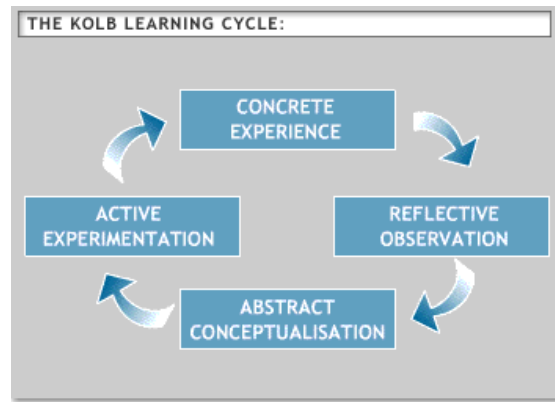 THE KOLB LEARNING CYCLE:
CONCRETE
EXPERIENCE
ACTIVE
EXPERIMENTATION
REFLECTIVE
OBSERVATION
ABSTRACT
CONCEPTUALISATION